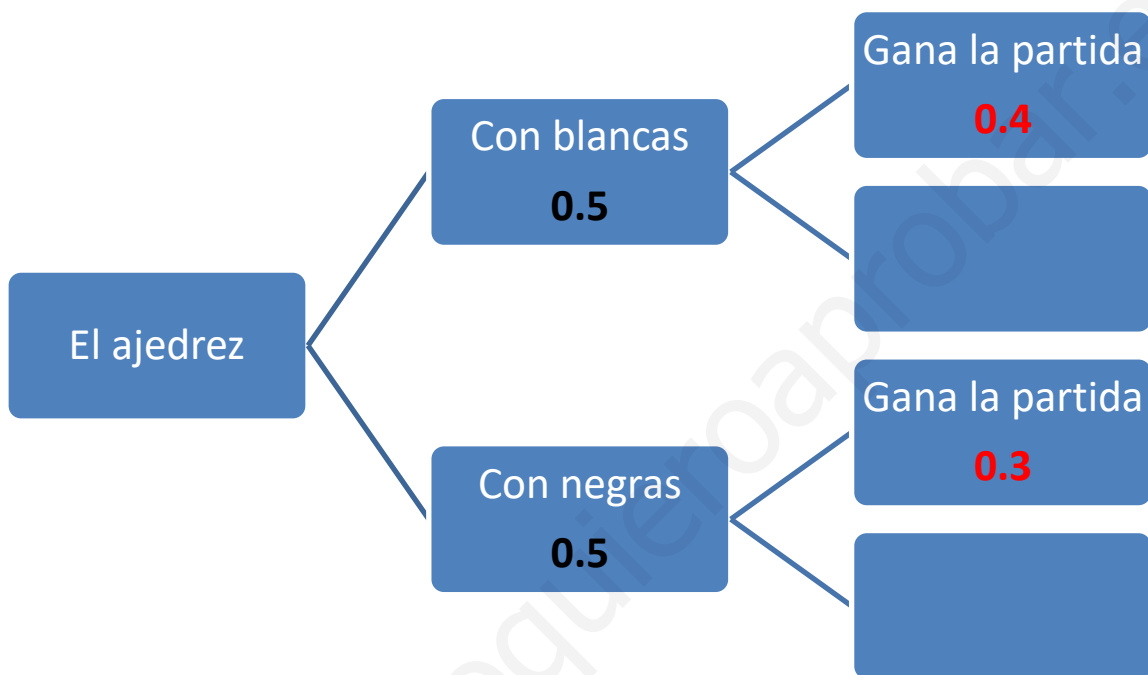 Gana la partida
0.4
Con blancas
0.5
El ajedrez
Gana la partida
0.3
Con negras
0.5